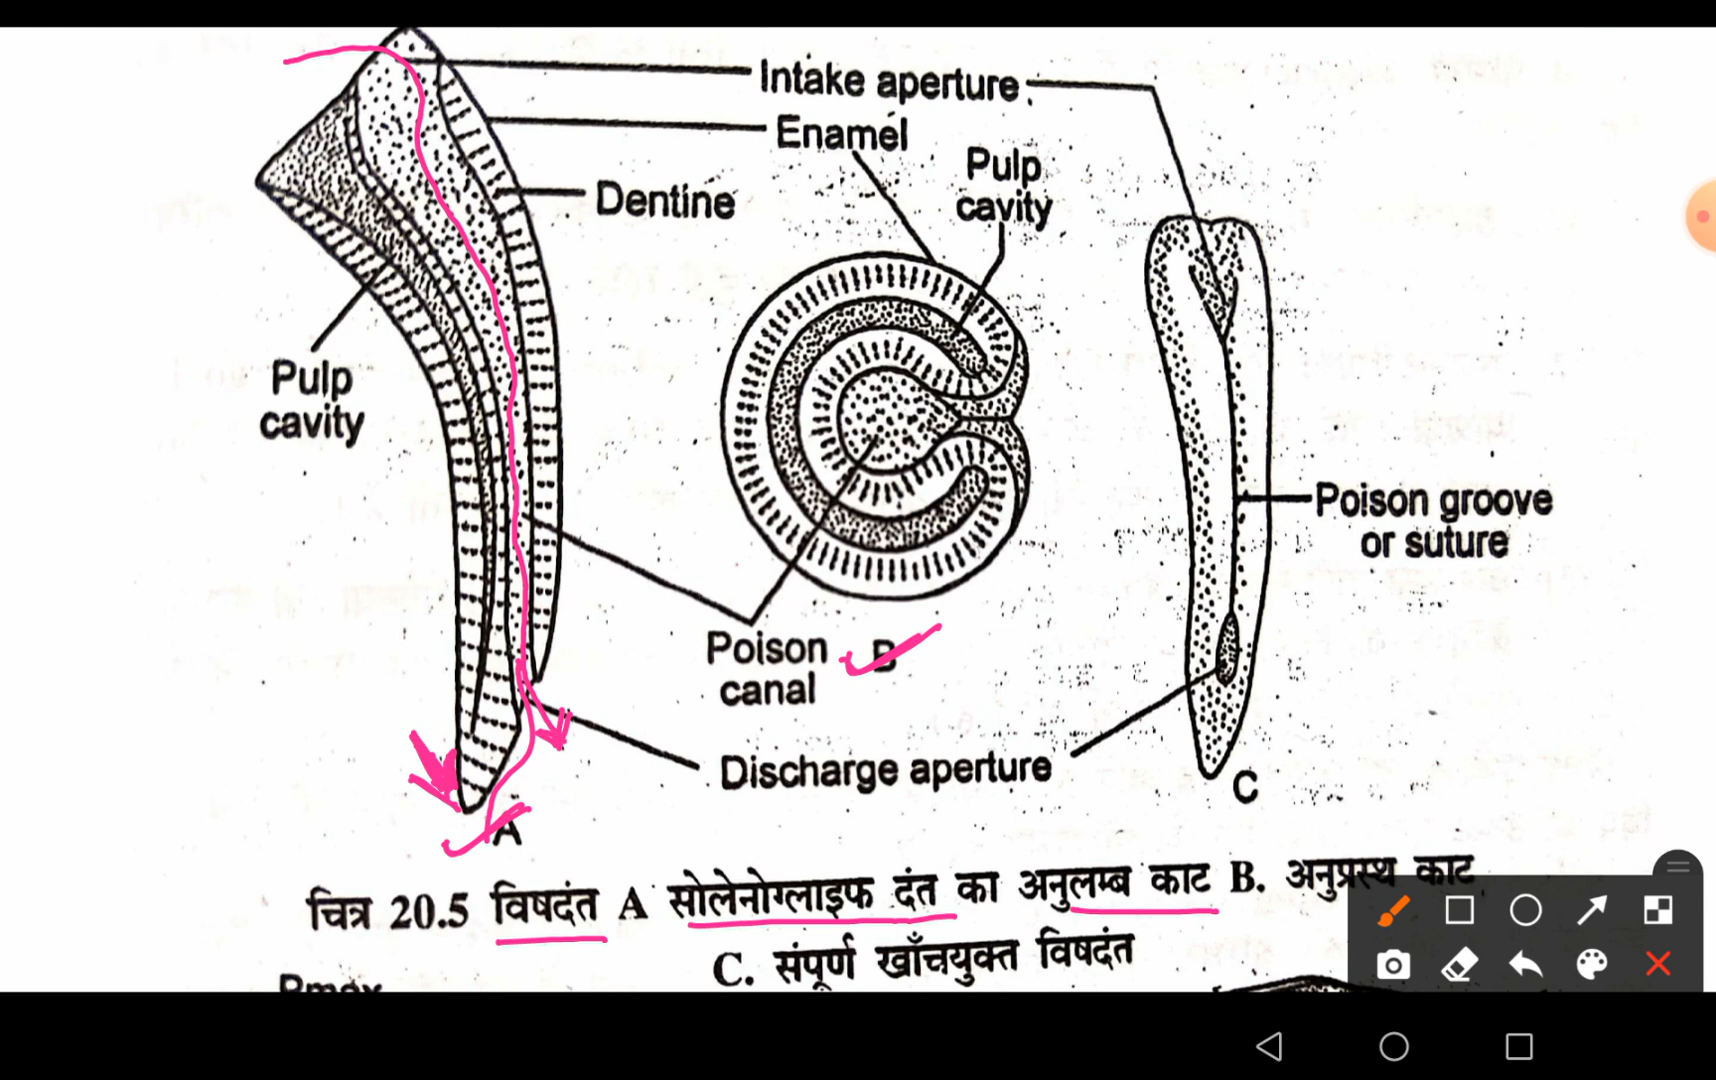 Intake aperture
Enamel
Pulp
cavity
Dentine
Pulp
cavity
Poison groove
or suture
Poison
canal
B
Discharge aperture
C
A
चित्र 20.5 विषदंत A सोलेनोग्लाइफ दंत का अनुलम्ब काट B. अनुप्रस्थ काट
C. संपूर्ण खाँचयुक्त विषदंत